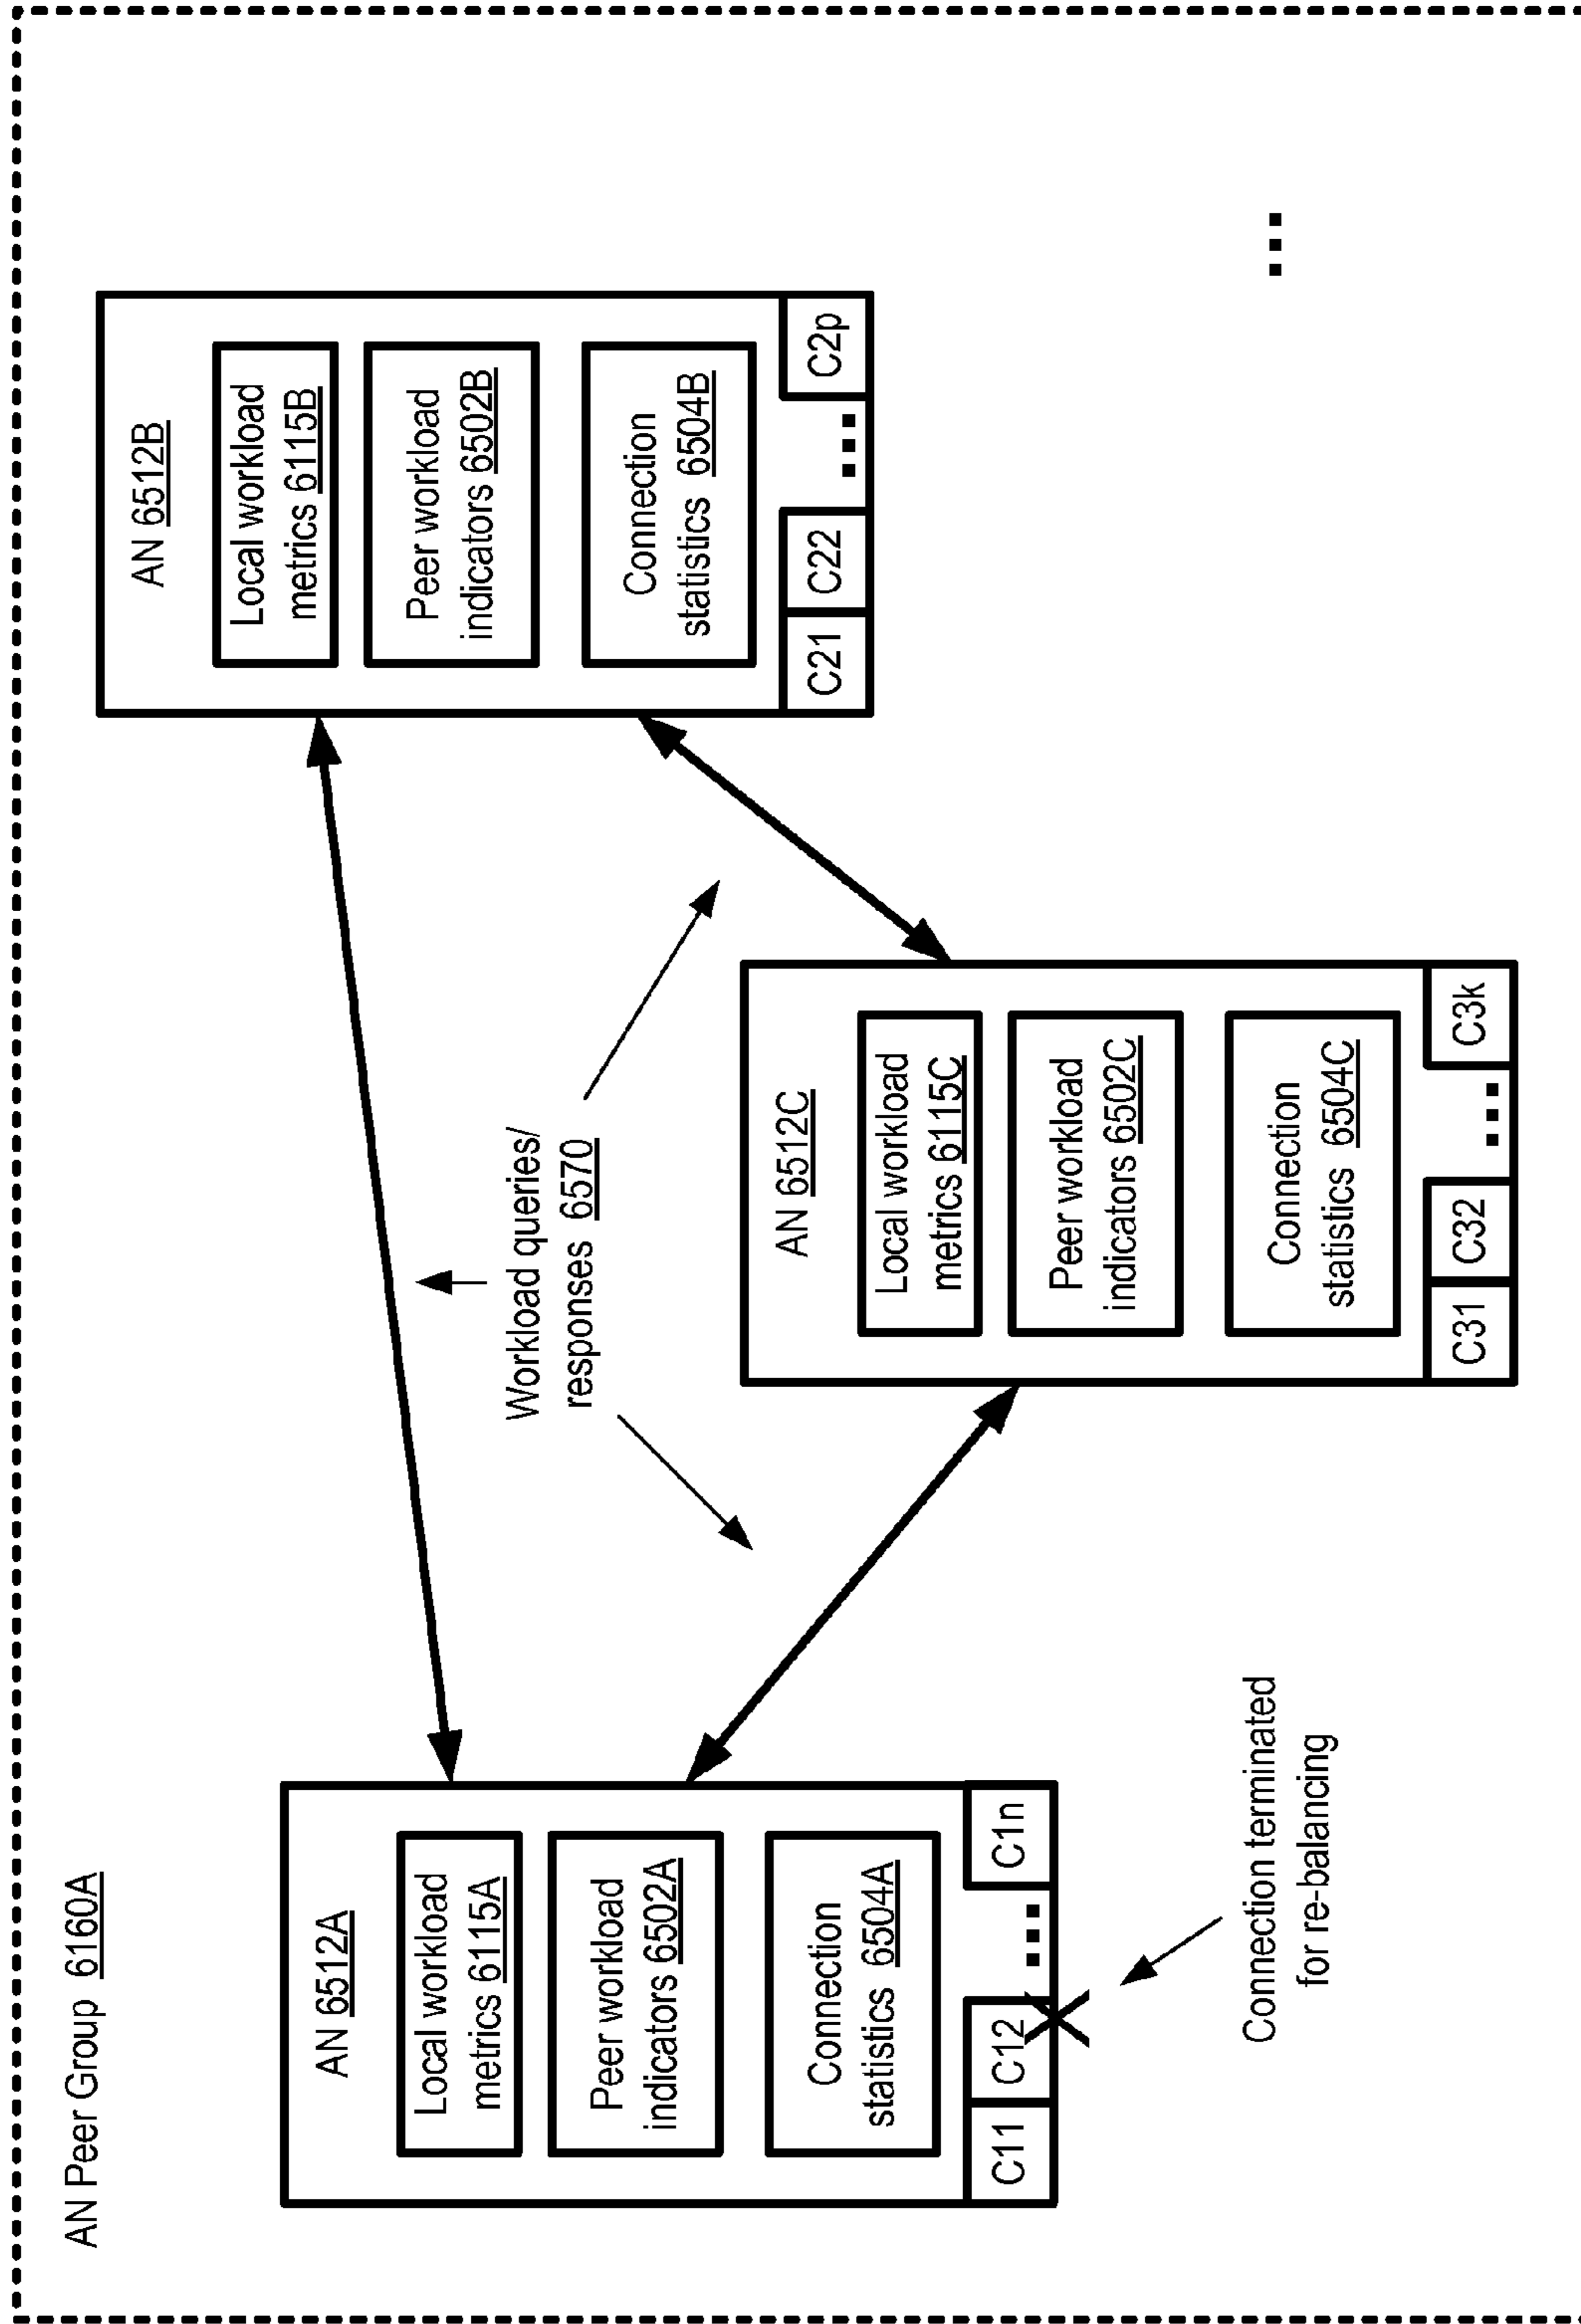 AN Peer Group 6160A
AN 6512A
Local workload
metrics 6115A
Peer workload
indicators 6502A
Connection
statistics 6504A
C11
C12
...
C1n
Connection terminated
for re-balancing
Workload queries/
responses 6570
AN 6512C
Local workload
metrics 6115C
Peer workload
indicators 6502C
Connection
statistics 6504C
C31
C32
...
C3k
AN 6512B
Local workload
metrics 6115B
Peer workload
indicators 6502B
Connection
statistics 6504B
C21
C22
...
C2p
...